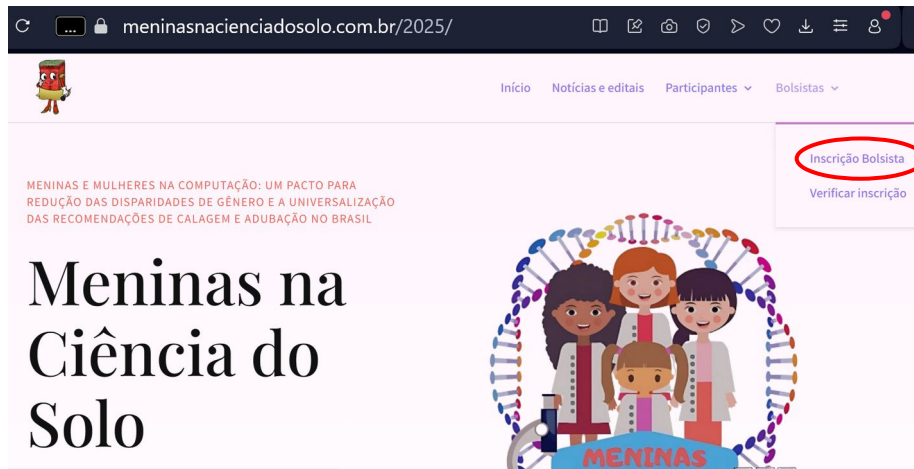 ... meninasnacienciadosolo.com.br/2025/
Início Notícias e editais Participantes Bolsistas
Inscrição Bolsista
Verificar inscrição
MENINAS E MULHERES NA COMPUTAÇÃO: UM PACTO PARA
REDUÇÃO DAS DISPARIDADES DE GÊNERO E A UNIVERSALIZAÇÃO
DAS RECOMENDAÇÕES DE CALAGEM E ADUBAÇÃO NO BRASIL
Meninas na
Ciência do
Solo
MENINAS